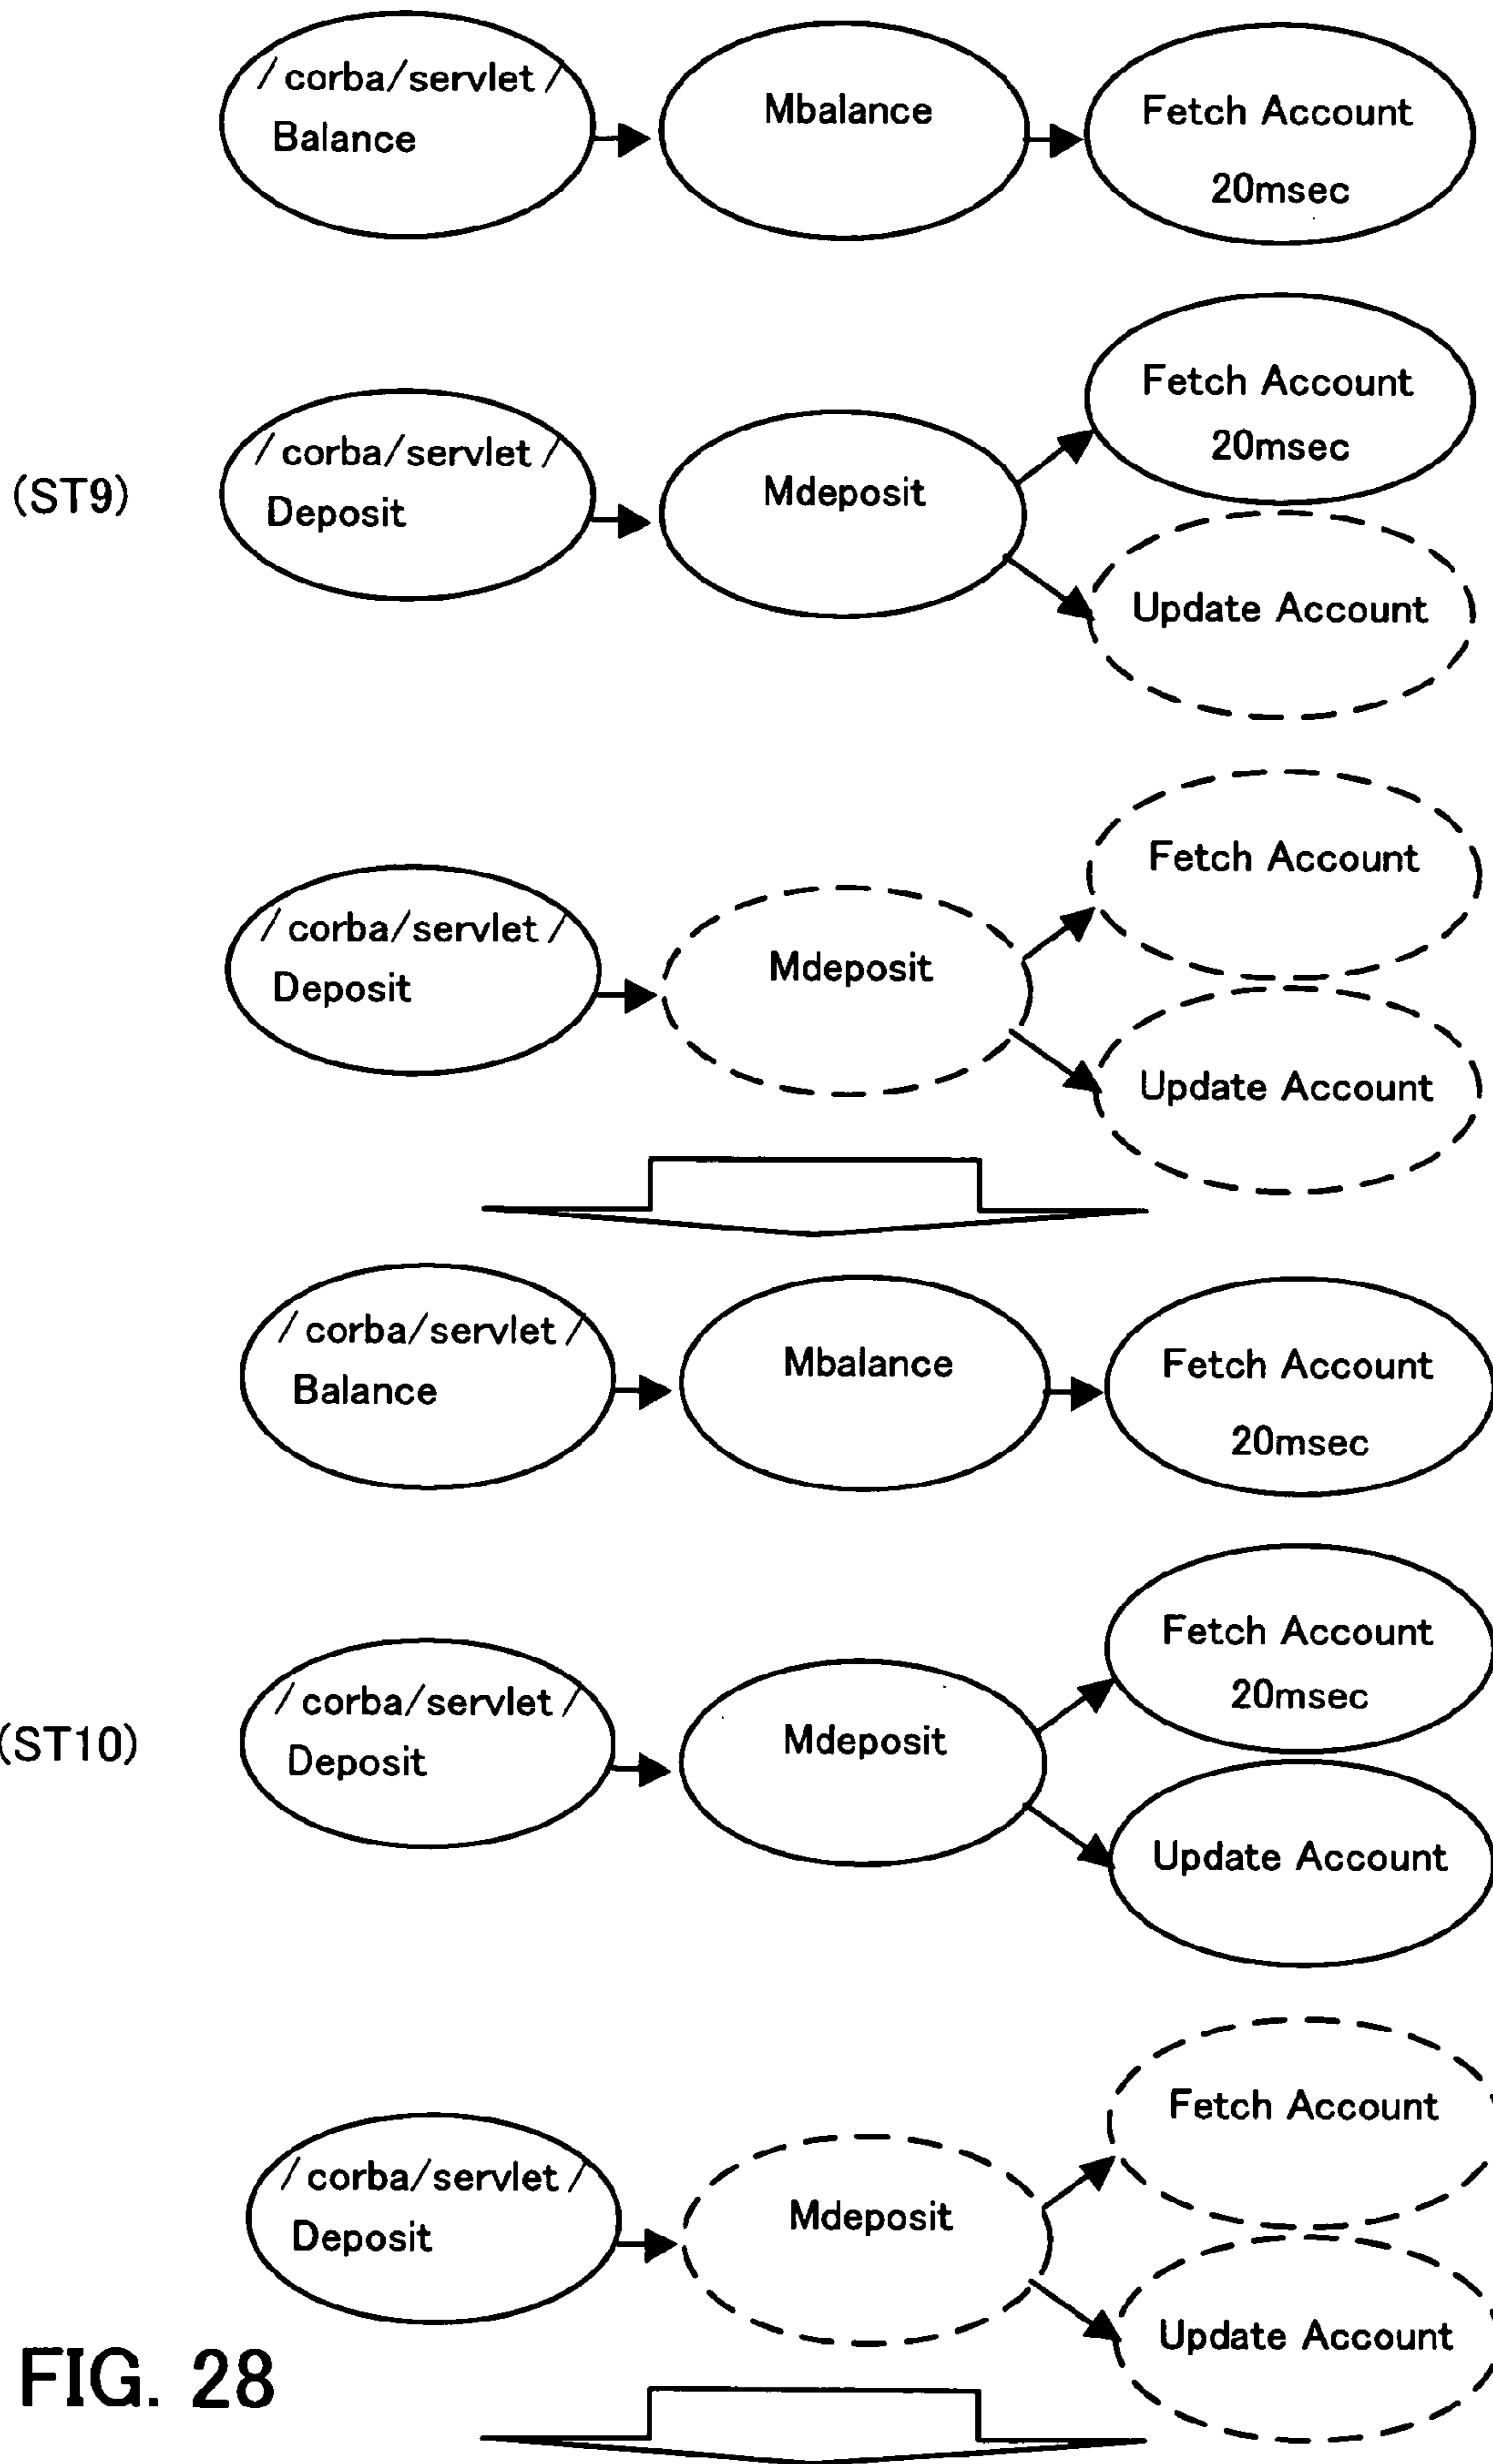 /corba/servlet/
Balance
Mbalance
Fetch Account
20msec
(ST9)
/corba/servlet/
Deposit
Mdeposit
Fetch Account
20msec
Update Account
/corba/servlet/
Deposit
Mdeposit
Fetch Account
Update Account
/corba/servlet/
Balance
Mbalance
Fetch Account
20msec
(ST10)
/corba/servlet/
Deposit
Mdeposit
Fetch Account
20msec
Update Account
/corba/servlet/
Deposit
Mdeposit
Fetch Account
Update Account
FIG. 28